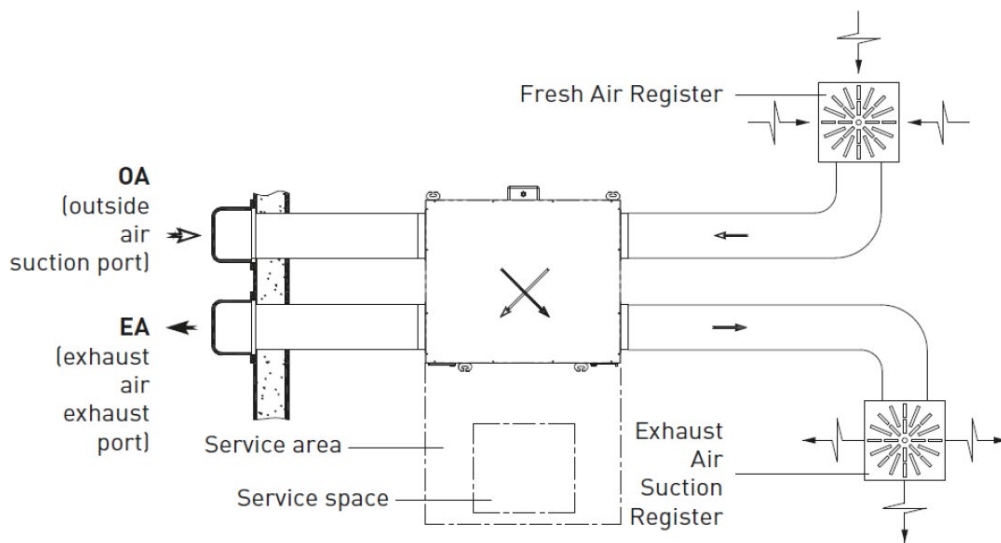 Fresh Air Register
OA
(outside
air
suction port)
EA
(exhaust
air
exhaust
port)
Service area
Service space
Exhaust
Air
Suction
Register